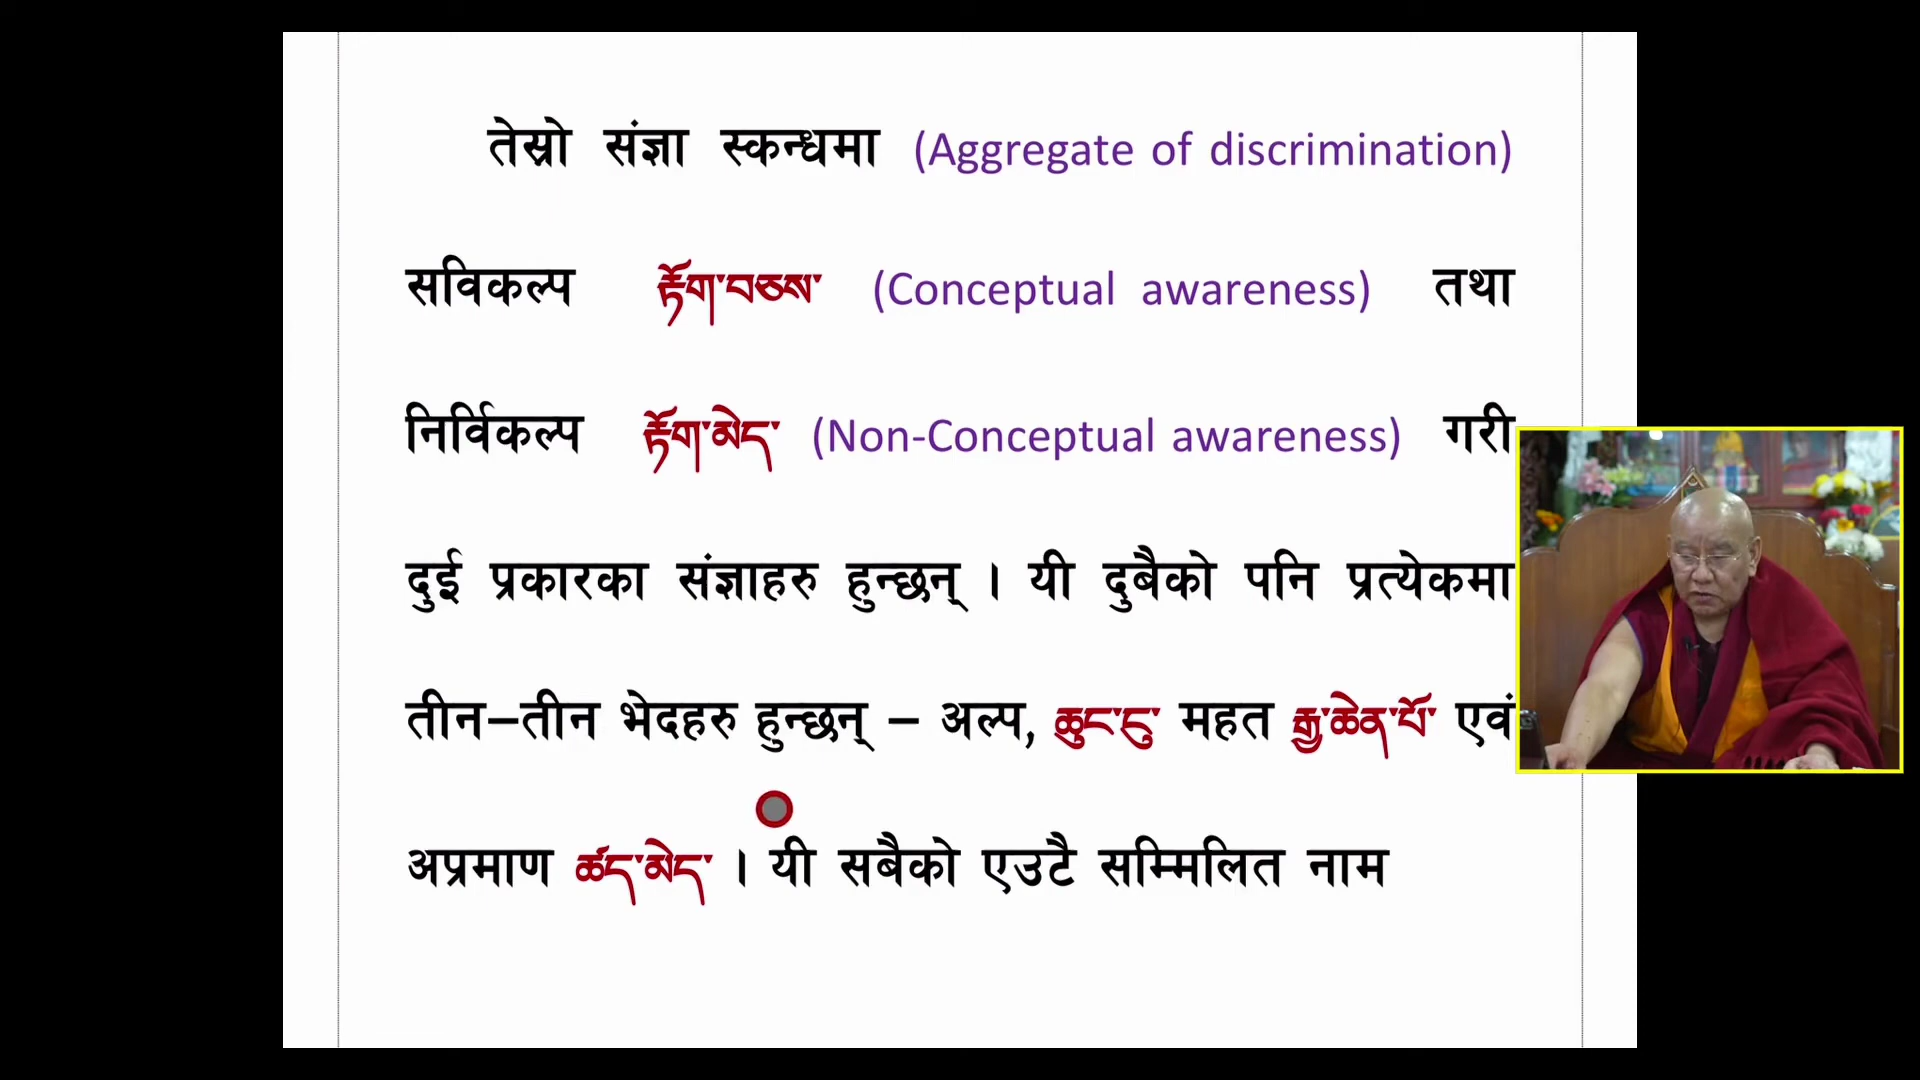 तेस्रो संज्ञा स्कन्धमा (Aggregate of discrimination)
सविकल्प རྟོག་བཅས་ (Conceptual awareness) तथा
निर्विकल्प རྟོག་མེད་ (Non-Conceptual awareness) गरी
दुई प्रकारका संज्ञाहरु हुन्छन् । यी दुबैको पनि प्रत्येकमा
तीन–तीन भेदहरु हुन्छन् – अल्प, ཆུང་ངུ་ महत རྒྱ་ཆེན་པོ་ एवं
अप्रमाण ཚད་མེད་ । यी सबैको एउटै सम्मिलित नाम